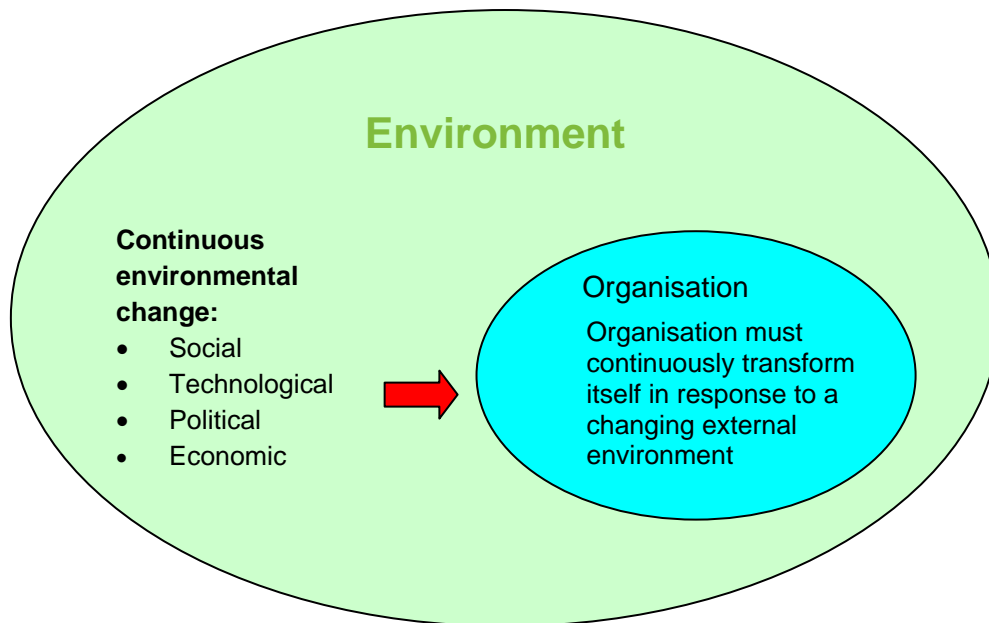 Environment
Continuous
environmental
change:
• Social
• Technological
• Political
• Economic
Organisation
Organisation must
continuously transform
itself in response to a
changing external
environment